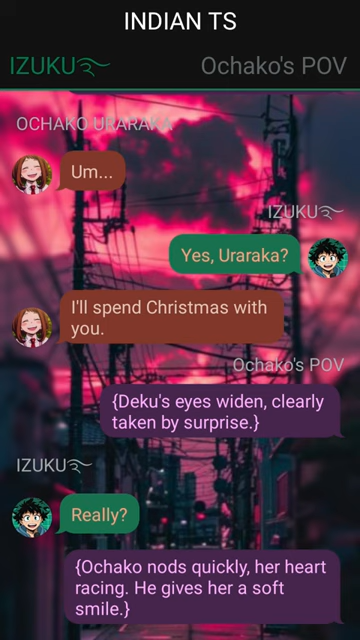 INDIAN TS
IZUKU࿐
Ochako's POV
OCHAKO URARAKA
Um...
IZUKU࿐
Yes, Uraraka?
I'll spend Christmas with
you.
Ochako's POV
{Deku's eyes widen, clearly
taken by surprise.}
IZUKU࿐
Really?
{Ochako nods quickly, her heart
racing. He gives her a soft
smile.}